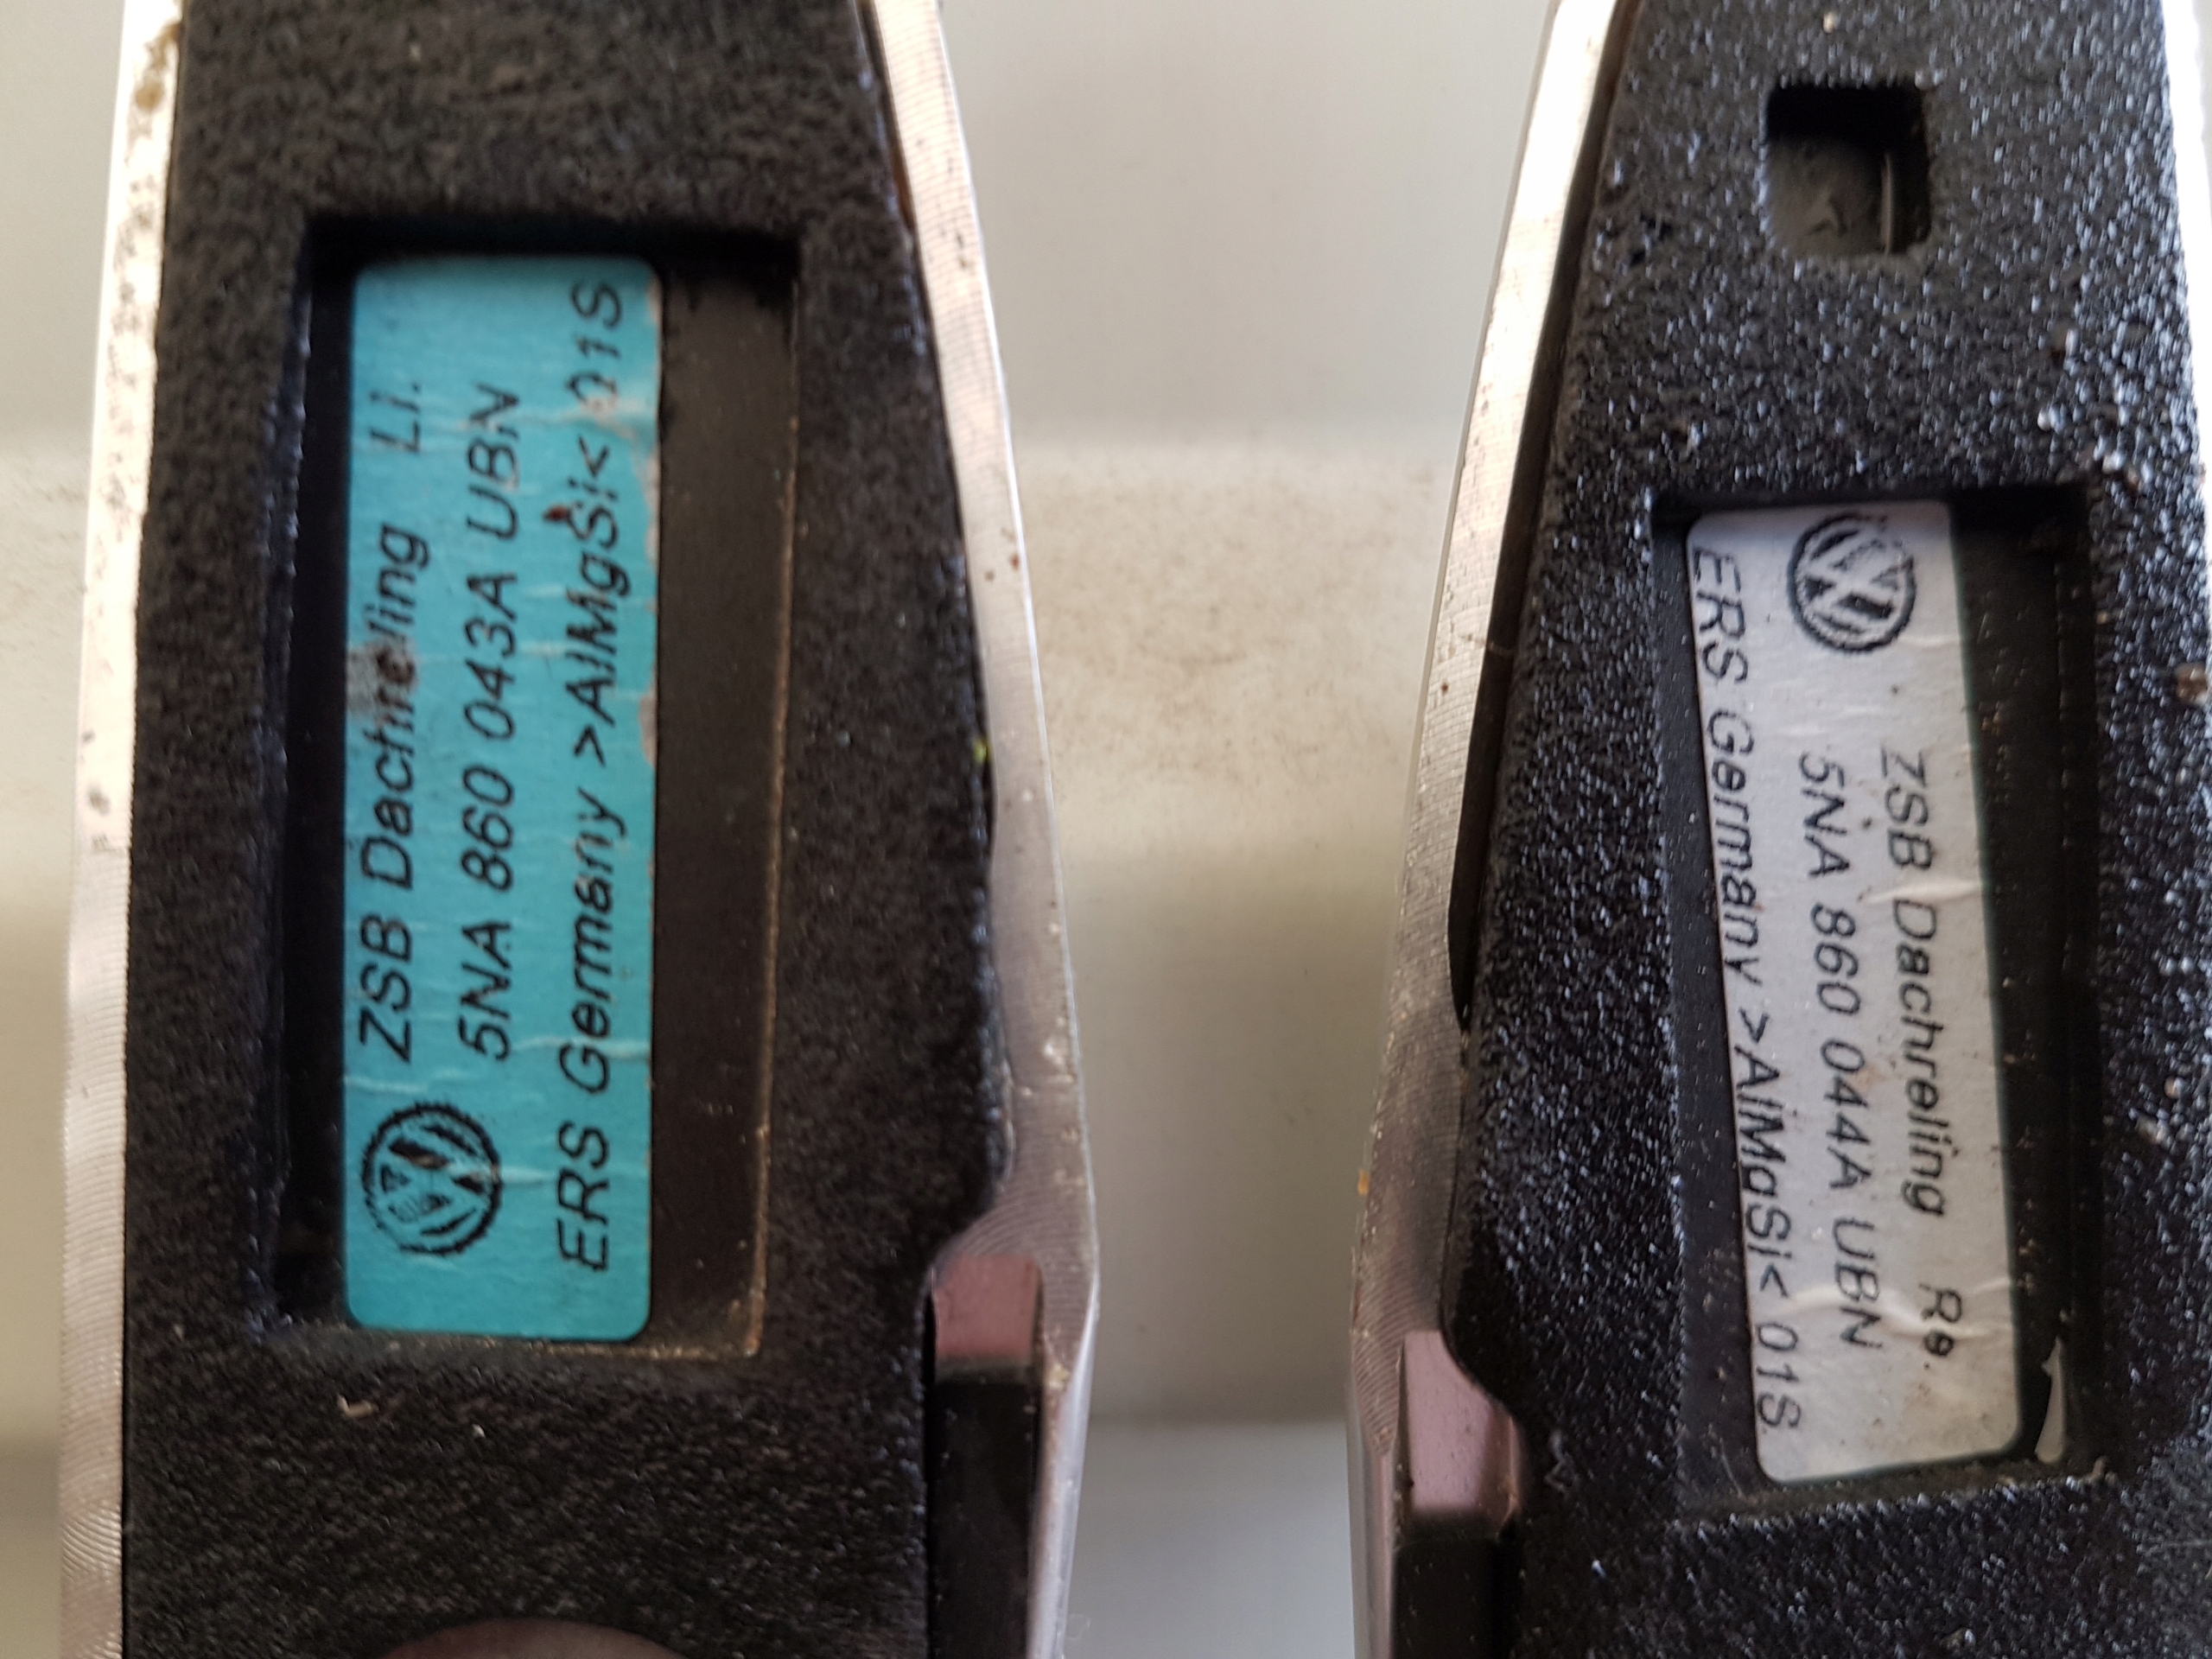 ZSB Dachreling Li.
5NA 860 043A UBN
ERS Germany >AlMgSi< 01S
ZSB Dachreling Re.
5NA 860 044A UBN
ERS Germany >AlMgSi< 01S